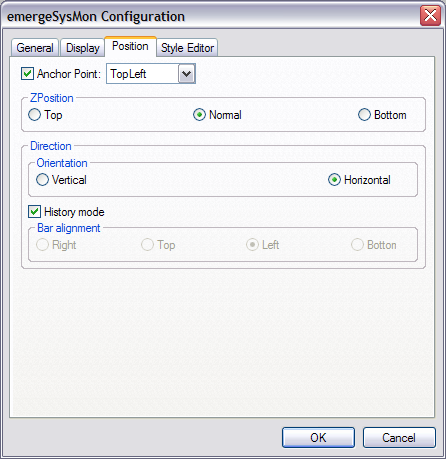 emergeSysMon Configuration
General Display Position Style Editor
Anchor Point: TopLeft
ZPosition
Top Normal Bottom
Direction
Orientation
Vertical Horizontal
History mode
Bar alignment
Right Top Left Botton
OK Cancel